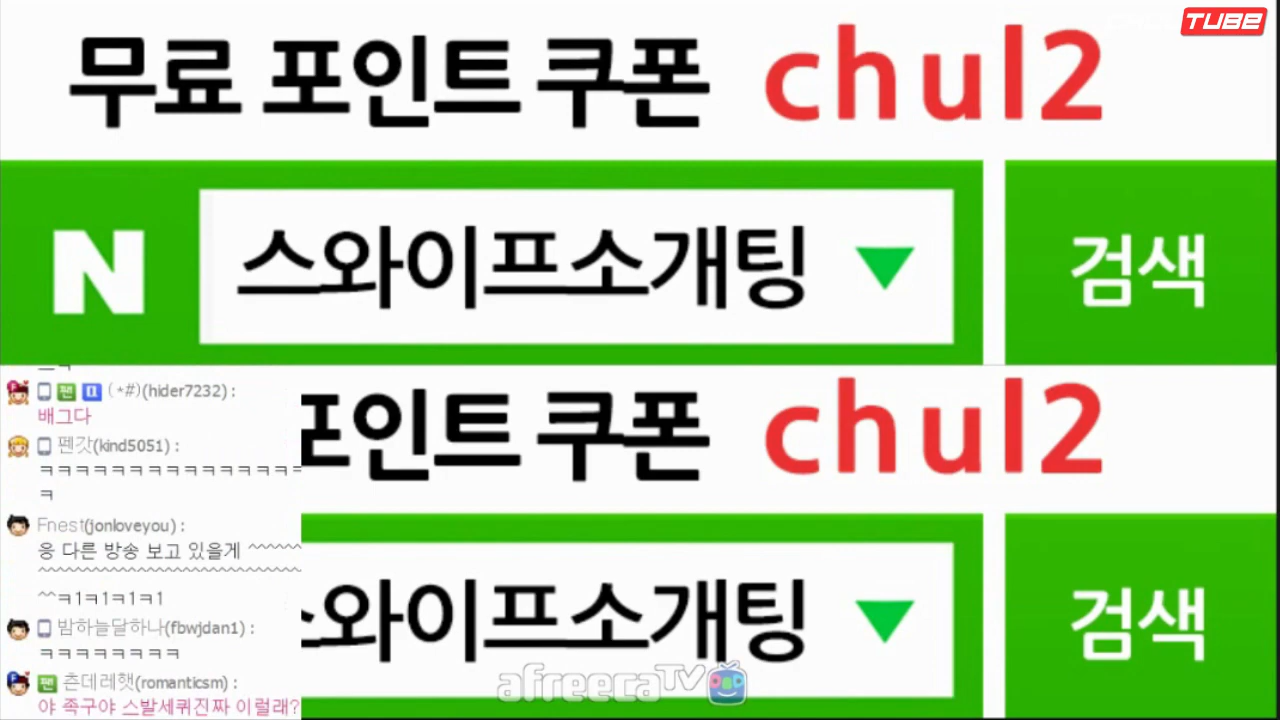 TUBE
무료 포인트 쿠폰 chul2
N 스와이프소개팅 ▼ 검색
(*#)(hider7232) :
배그다
펜갓(kind5051) :
ㅋㅋㅋㅋㅋㅋㅋㅋㅋㅋㅋㅋㅋㅋㅋㅋㅋㅋ
ㅋ
Fnest(jonloveyou) :
응 다른 방송 보고 있을게 ^^^^^^^
^^^^^^^^^^^^^^^^^^^^^^^^^^^^^^^^^^
^^ㅋ1ㅋ1ㅋ1ㅋ1
밤하늘달하나(fbwjdan1) :
ㅋㅋㅋㅋㅋㅋㅋㅋ
팬 츤데레햇(romanticsm) :
야 족구야 스발세퀴진짜 이럴래?
포인트 쿠폰 chul2
스와이프소개팅 ▼ 검색
afreecaTV